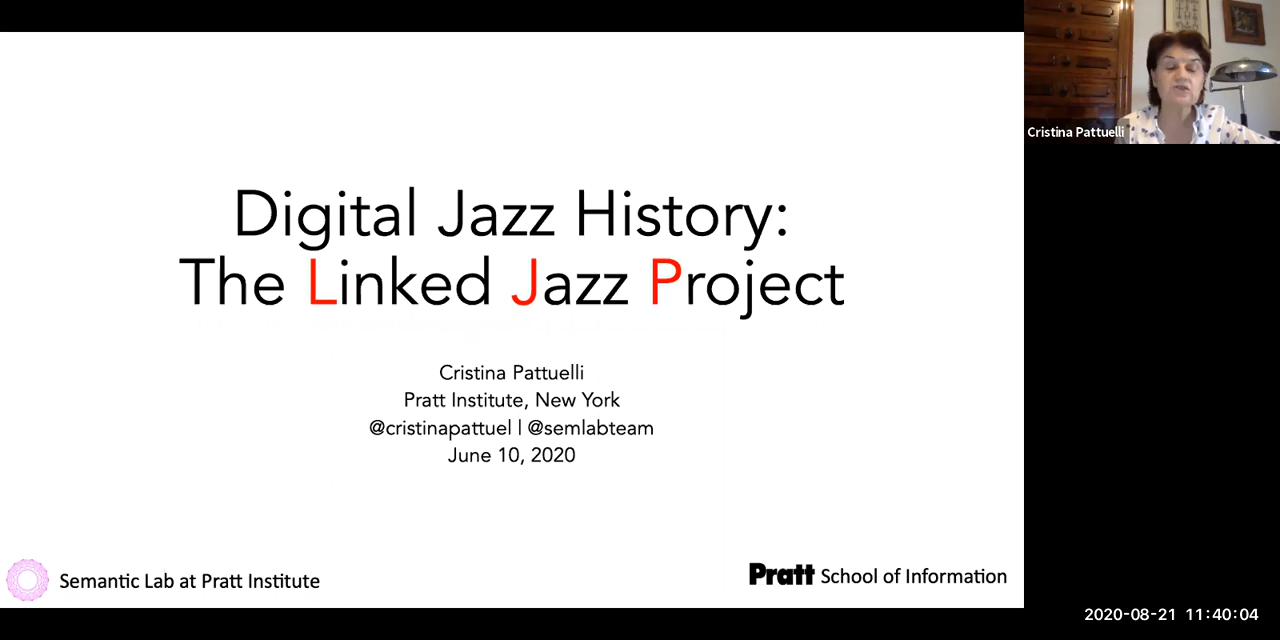 Digital Jazz History:
The Linked Jazz Project
Cristina Pattuelli
Pratt Institute, New York
@cristinapattuel | @semlabteam
June 10, 2020
Semantic Lab at Pratt Institute
Pratt School of Information
Cristina Pattuelli
2020-08-21 11:40:04